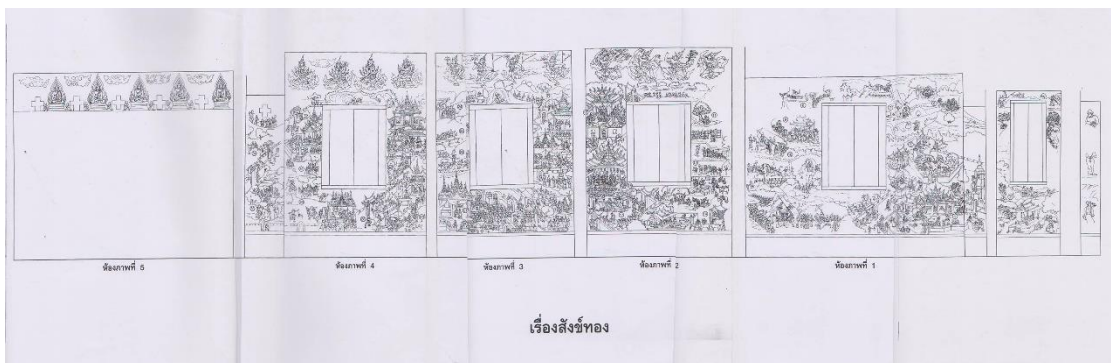 ห้องภาพที่ 5
ห้องภาพที่ 4
ห้องภาพที่ 3
ห้องภาพที่ 2
ห้องภาพที่ 1
เรื่องสังข์ทอง